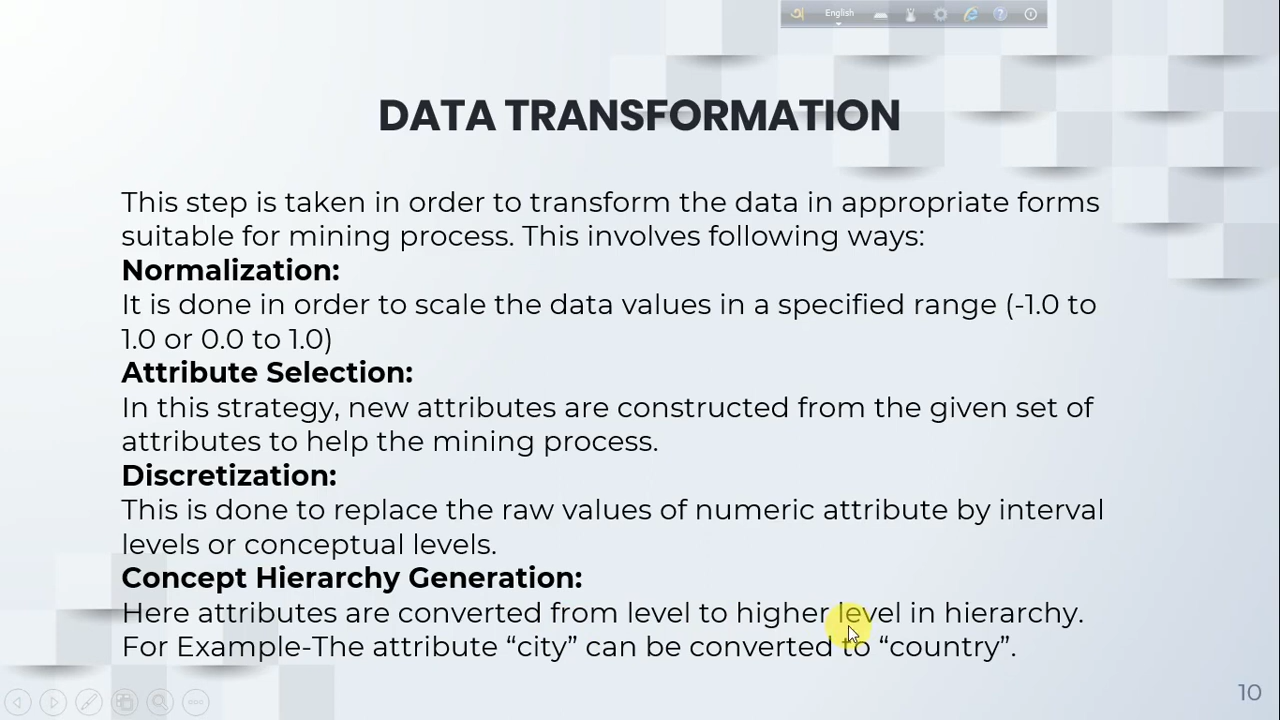 English
DATA TRANSFORMATION
This step is taken in order to transform the data in appropriate forms
suitable for mining process. This involves following ways:
Normalization:
It is done in order to scale the data values in a specified range (-1.0 to
1.0 or 0.0 to 1.0)
Attribute Selection:
In this strategy, new attributes are constructed from the given set of
attributes to help the mining process.
Discretization:
This is done to replace the raw values of numeric attribute by interval
levels or conceptual levels.
Concept Hierarchy Generation:
Here attributes are converted from level to higher level in hierarchy.
For Example-The attribute “city” can be converted to “country”.
10